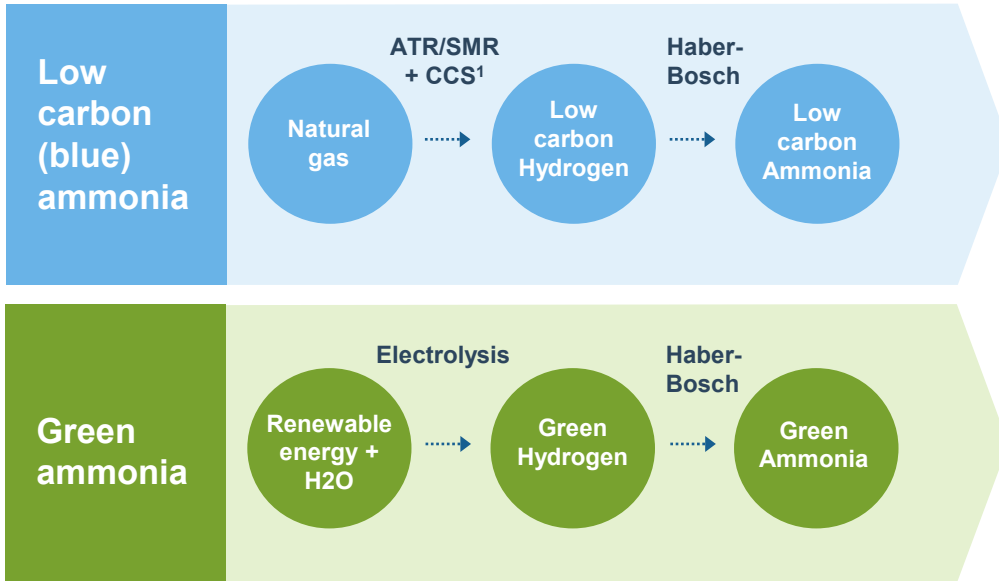 Low
carbon
(blue)
ammonia
ATR/SMR
+ CCS¹
Haber-
Bosch
Natural
gas
Low
carbon
Hydrogen
Low
carbon
Ammonia
Green
ammonia
Electrolysis
Haber-
Bosch
Renewable
energy +
H2O
Green
Hydrogen
Green
Ammonia